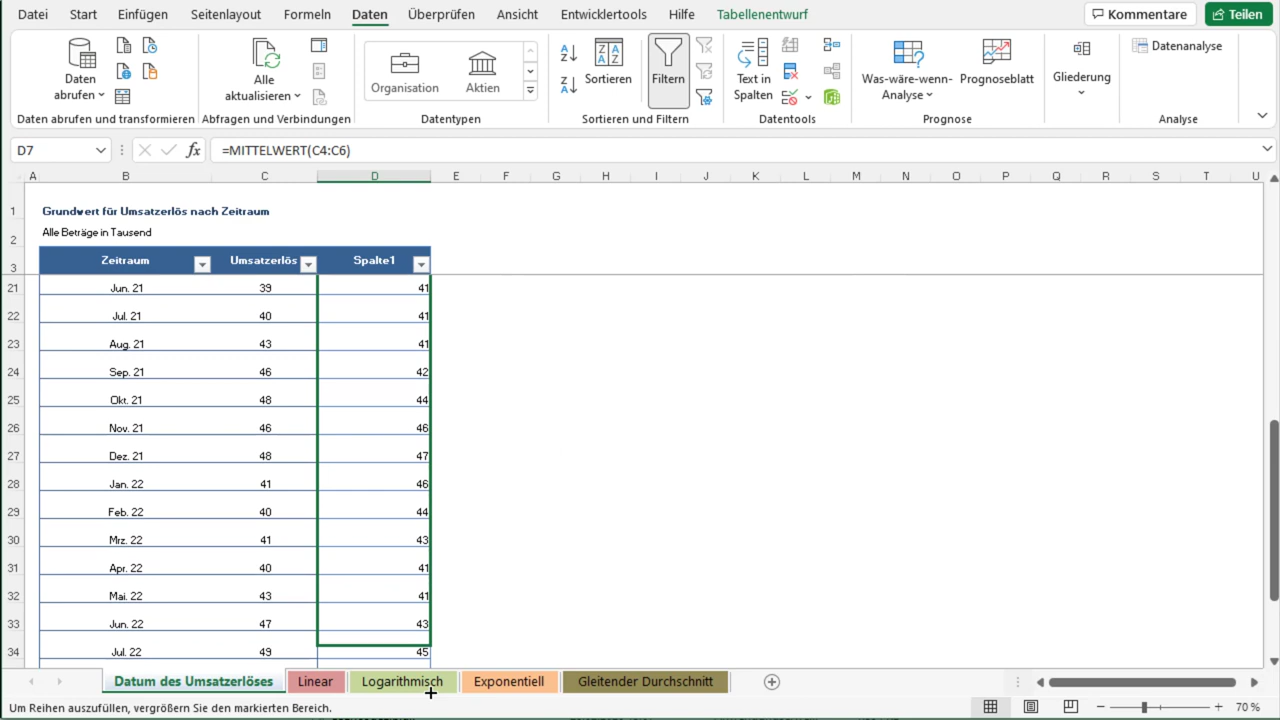 Datei Start Einfügen Seitenlayout Formeln Daten Überprüfen Ansicht Entwicklertools Hilfe Tabellenentwurf Kommentare Teilen
Daten abrufen
Alle aktualisieren
Organisation
Aktien
Sortieren
Filtern
Text in Spalten
Was-wäre-wenn-Analyse
Prognoseblatt
Gliederung
Datenanalyse
Daten abrufen und transformieren Abfragen und Verbindungen Datentypen Sortieren und Filtern Datentools Prognose Analyse
D7 fx =MITTELWERT(C4:C6)
A B C D E F G H I J K L M N O P Q R S T U
1 Grundwert für Umsatzerlös nach Zeitraum
2 Alle Beträge in Tausend
3 Zeitraum Umsatzerlös Spalte1
21 Jun. 21 39 41
22 Jul. 21 40 41
23 Aug. 21 43 41
24 Sep. 21 46 42
25 Okt. 21 48 44
26 Nov. 21 46 46
27 Dez. 21 48 47
28 Jan. 22 41 46
29 Feb. 22 40 44
30 Mrz. 22 41 43
31 Apr. 22 40 41
32 Mai. 22 43 41
33 Jun. 22 47 43
34 Jul. 22 49 45
Datum des Umsatzerlöses Linear Logarithmisch Exponentiell Gleitender Durchschnitt
Um Reihen auszufüllen, vergrößern Sie den markierten Bereich. 70 %